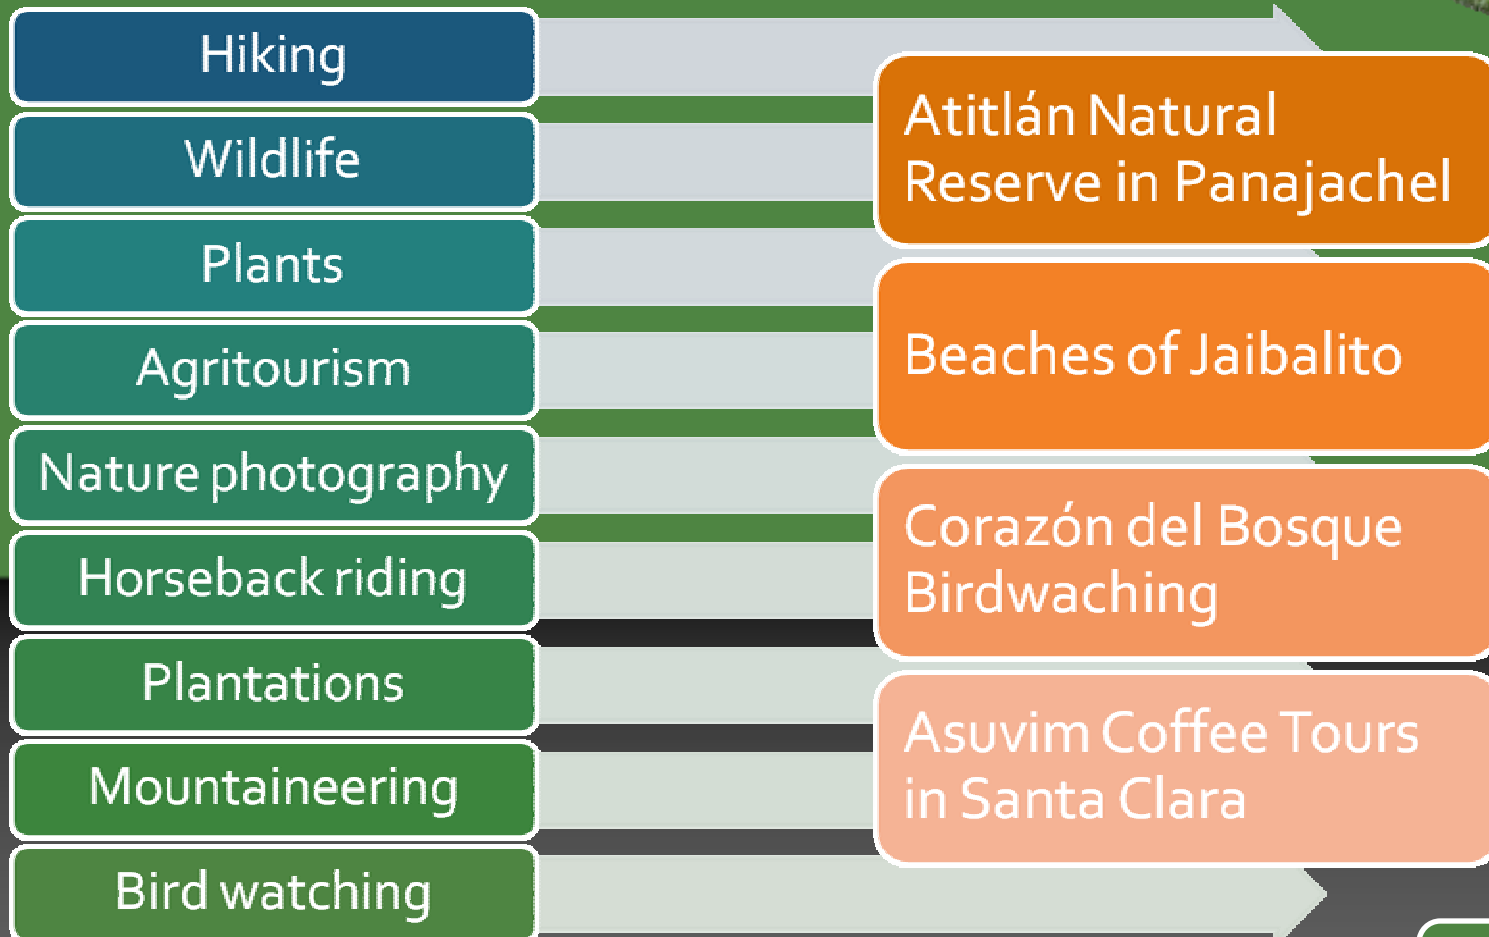 Hiking
Wildlife
Plants
Agritourism
Nature photography
Horseback riding
Plantations
Mountaineering
Bird watching
Atitlán Natural
Reserve in Panajachel
Beaches of Jaibalito
Corazón del Bosque
Birdwaching
Asuvim Coffee Tours
in Santa Clara